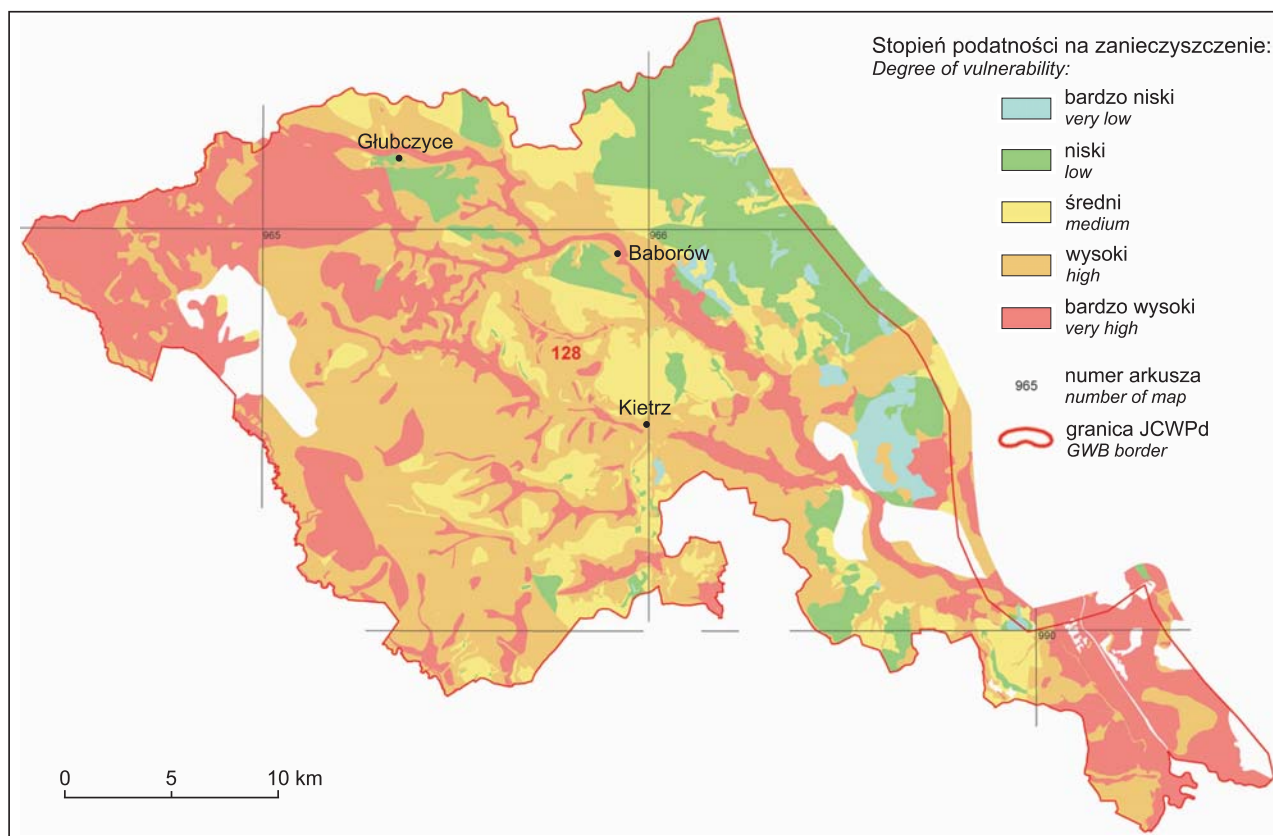 Stopień podatności na zanieczyszczenie:
Degree of vulnerability:
bardzo niski
very low
niski
low
średni
medium
wysoki
high
bardzo wysoki
very high
965
numer arkusza
number of map
granica JCWPd
GWB border
Głubczyce
965
966
Baborów
128
Kietrz
990
0 5 10 km